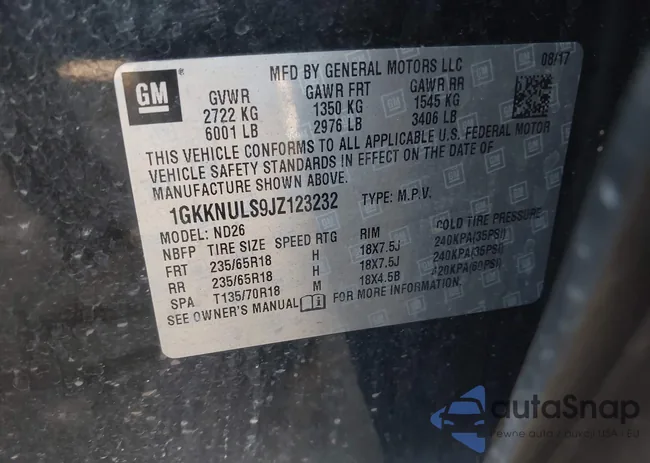 MFD BY GENERAL MOTORS LLC 08/17
GM
GVWR GAWR FRT GAWR RR
2722 KG 1350 KG 1545 KG
6001 LB 2976 LB 3406 LB
THIS VEHICLE CONFORMS TO ALL APPLICABLE U.S. FEDERAL MOTOR
VEHICLE SAFETY STANDARDS IN EFFECT ON THE DATE OF
MANUFACTURE SHOWN ABOVE.
1GKKNULS9JZ123232 TYPE: M.P.V.
MODEL: ND26
NBFP TIRE SIZE SPEED RTG RIM COLD TIRE PRESSURE
FRT 235/65R18 H 18X7.5J 240KPA(35PSI)
RR 235/65R18 H 18X7.5J 240KPA(35PSI)
SPA T135/70R18 M 18X4.5B 420KPA(60PSI)
SEE OWNER'S MANUAL FOR MORE INFORMATION.
autaSnap